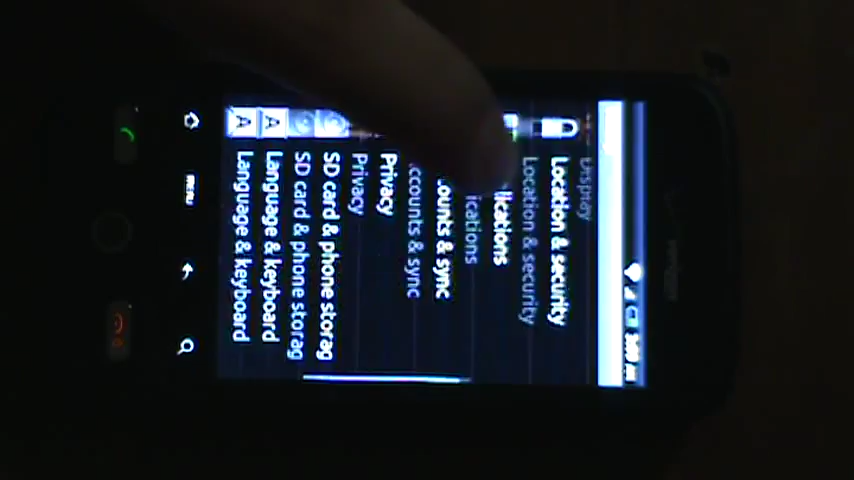 Display
Location & security
Location & security
lications
ications
ounts & sync
ccounts & sync
Privacy
Privacy
SD card & phone storag
SD card & phone storag
Language & keyboard
Language & keyboard
MENU